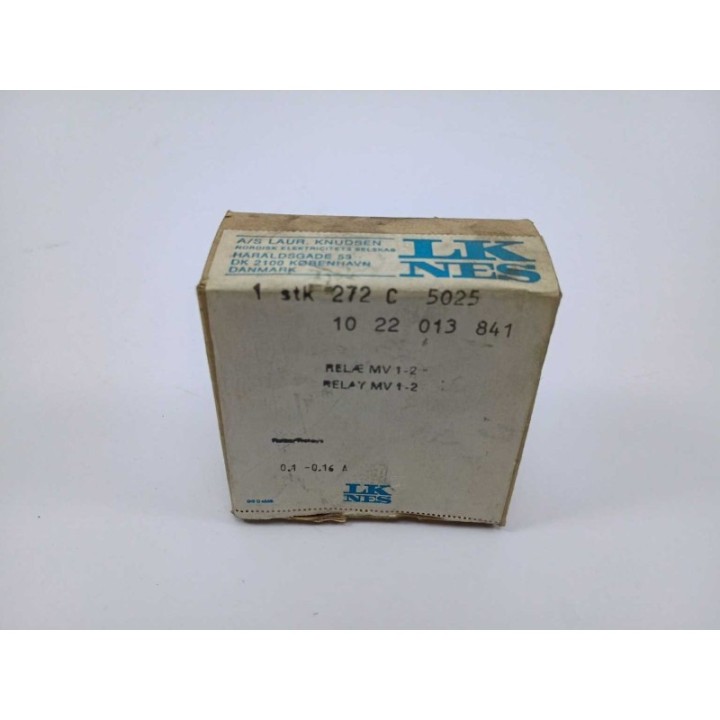 A/S LAUR. KNUDSEN
NORDISK ELEKTRICITETS SELSKAB
HARALDSGADE 53
DK 2100 KØBENHAVN
DANMARK
LK
NES
1 stk 272 C 5025
10 22 013 841
RELÆ MV 1-2
RELAY MV 1-2
0.1 -0.16 A
LK
NES